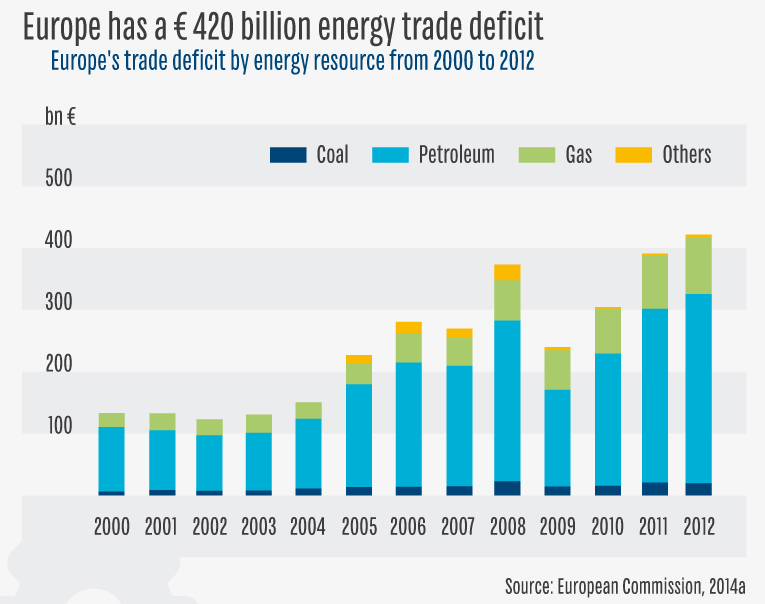 Europe has a € 420 billion energy trade deficit
Europe's trade deficit by energy resource from 2000 to 2012
bn €
Coal Petroleum Gas Others
500
400
300
200
100
2000 2001 2002 2003 2004 2005 2006 2007 2008 2009 2010 2011 2012
Source: European Commission, 2014a